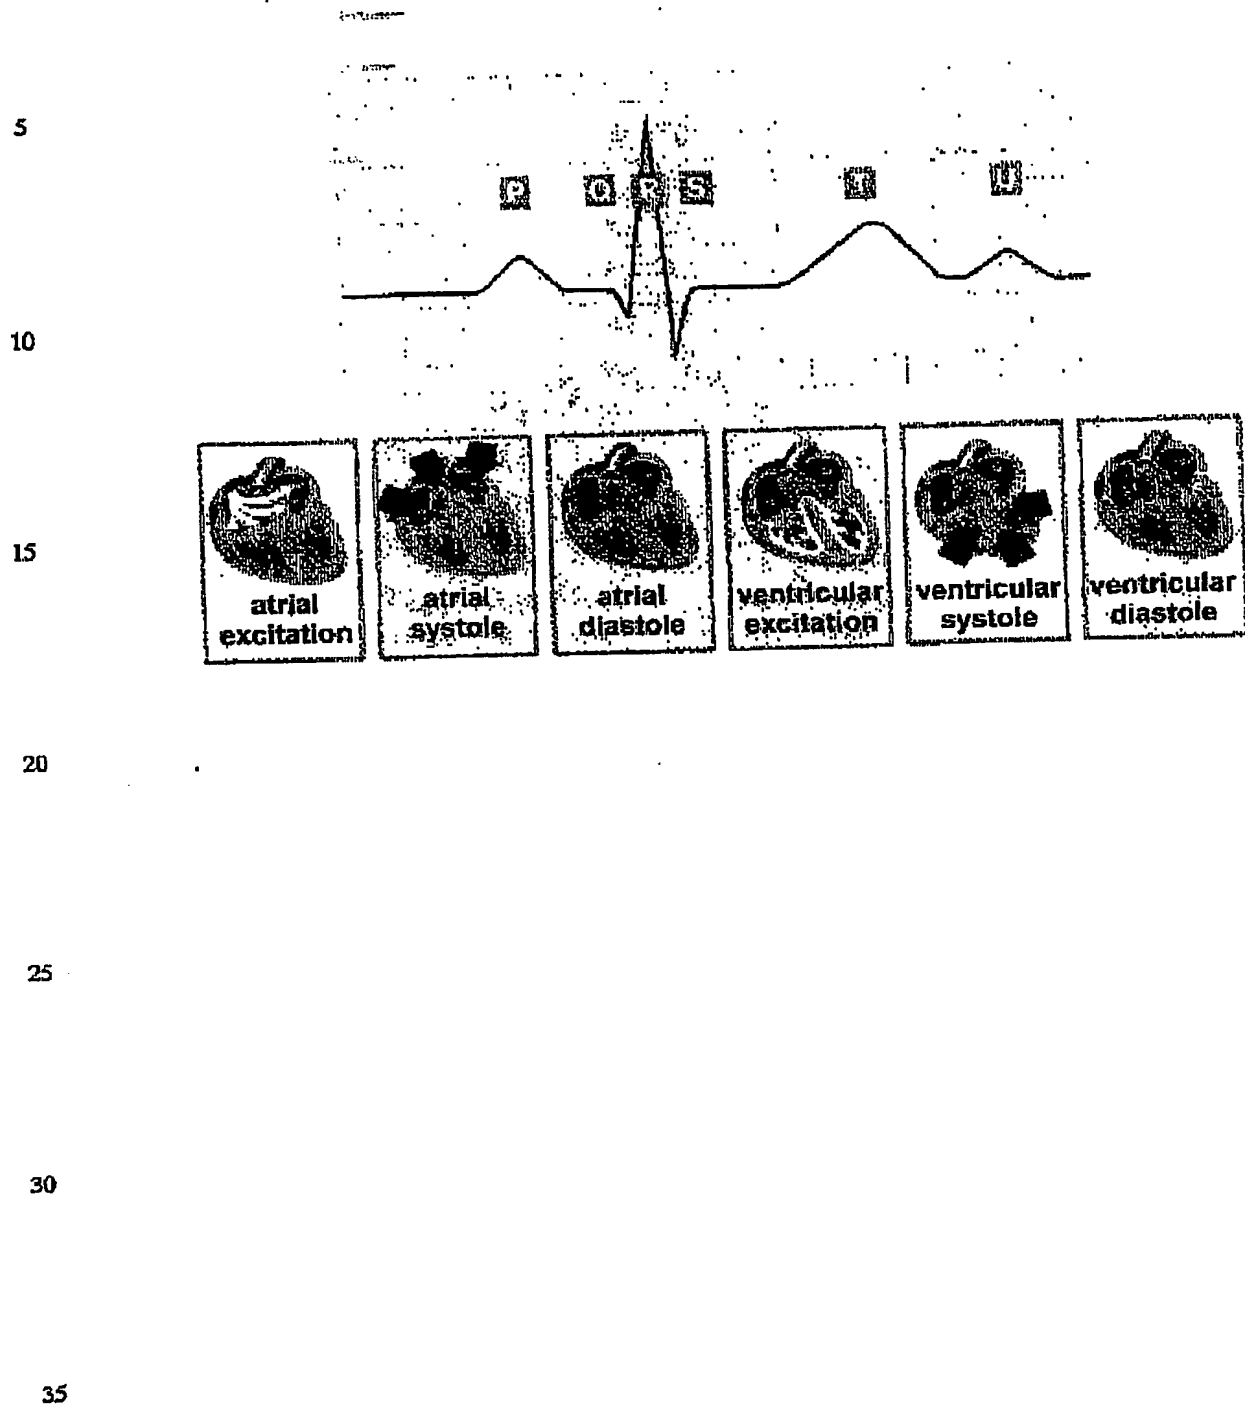 5
P Q R S T U
10
15
atrial excitation
atrial systole
atrial diastole
ventricular excitation
ventricular systole
ventricular diastole
20
25
30
35